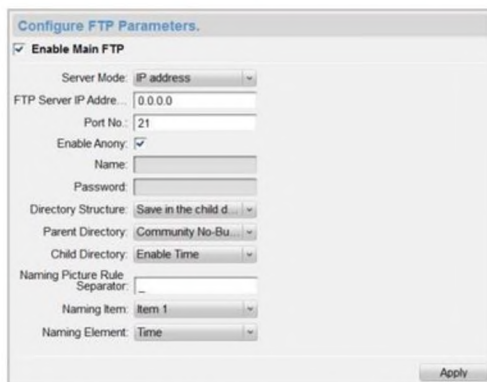 Configure FTP Parameters.
Enable Main FTP
Server Mode: IP address
FTP Server IP Addre... 0.0.0.0
Port No.: 21
Enable Anony:
Name:
Password:
Directory Structure: Save in the child d...
Parent Directory: Community No-Bu...
Child Directory: Enable Time
Naming Picture Rule
Separator: _
Naming Item: Item 1
Naming Element: Time
Apply